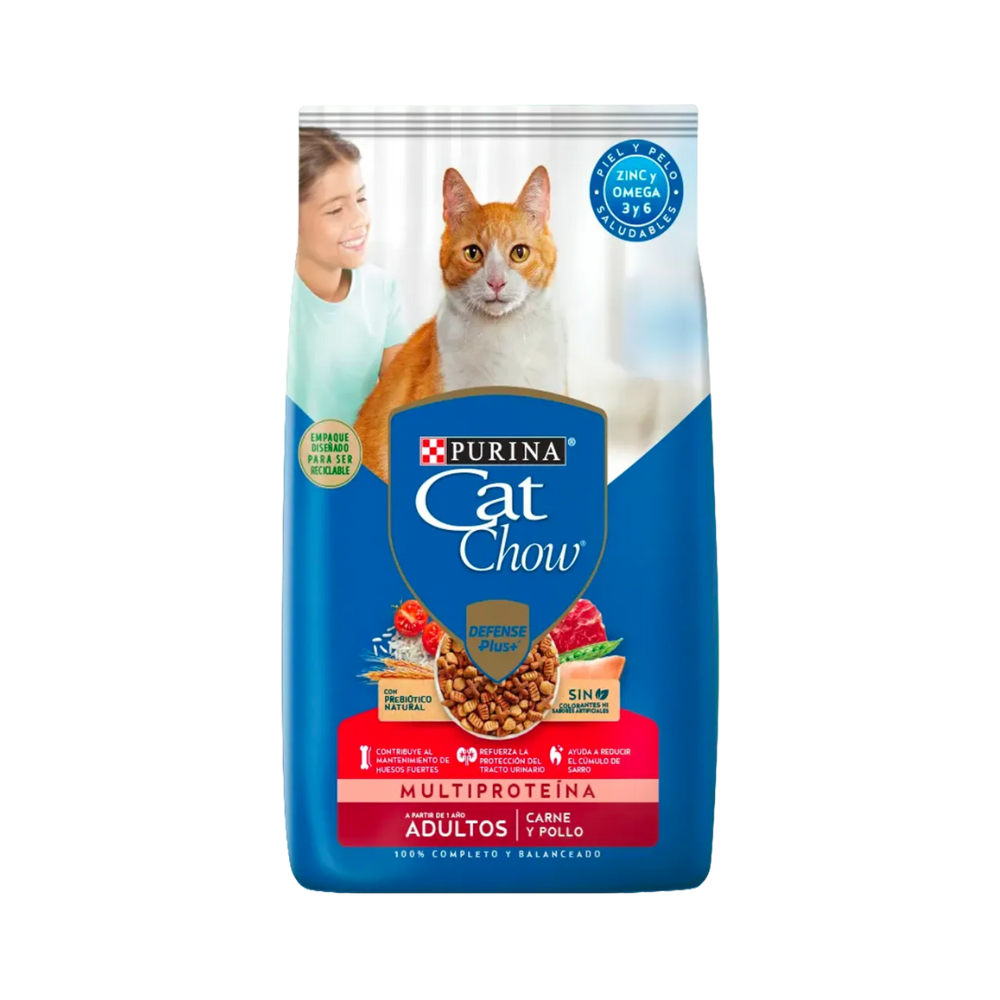 PIEL Y PELO
ZINC y
OMEGA
3 y 6
SALUDABLES
EMPAQUE
DISEÑADO
PARA SER
RECICLABLE
PURINA®
Cat
Chow®
DEFENSE
Plus+
CON
PREBIÓTICO
NATURAL
SIN
COLORANTES NI
SABORES ARTIFICIALES
CONTRIBUYE AL
MANTENIMIENTO DE
HUESOS FUERTES
REFUERZA LA
PROTECCIÓN DEL
TRACTO URINARIO
AYUDA A REDUCIR
EL CÚMULO DE
SARRO
MULTIPROTEÍNA
A PARTIR DE 1 AÑO
ADULTOS
CARNE
Y POLLO
100% COMPLETO Y BALANCEADO